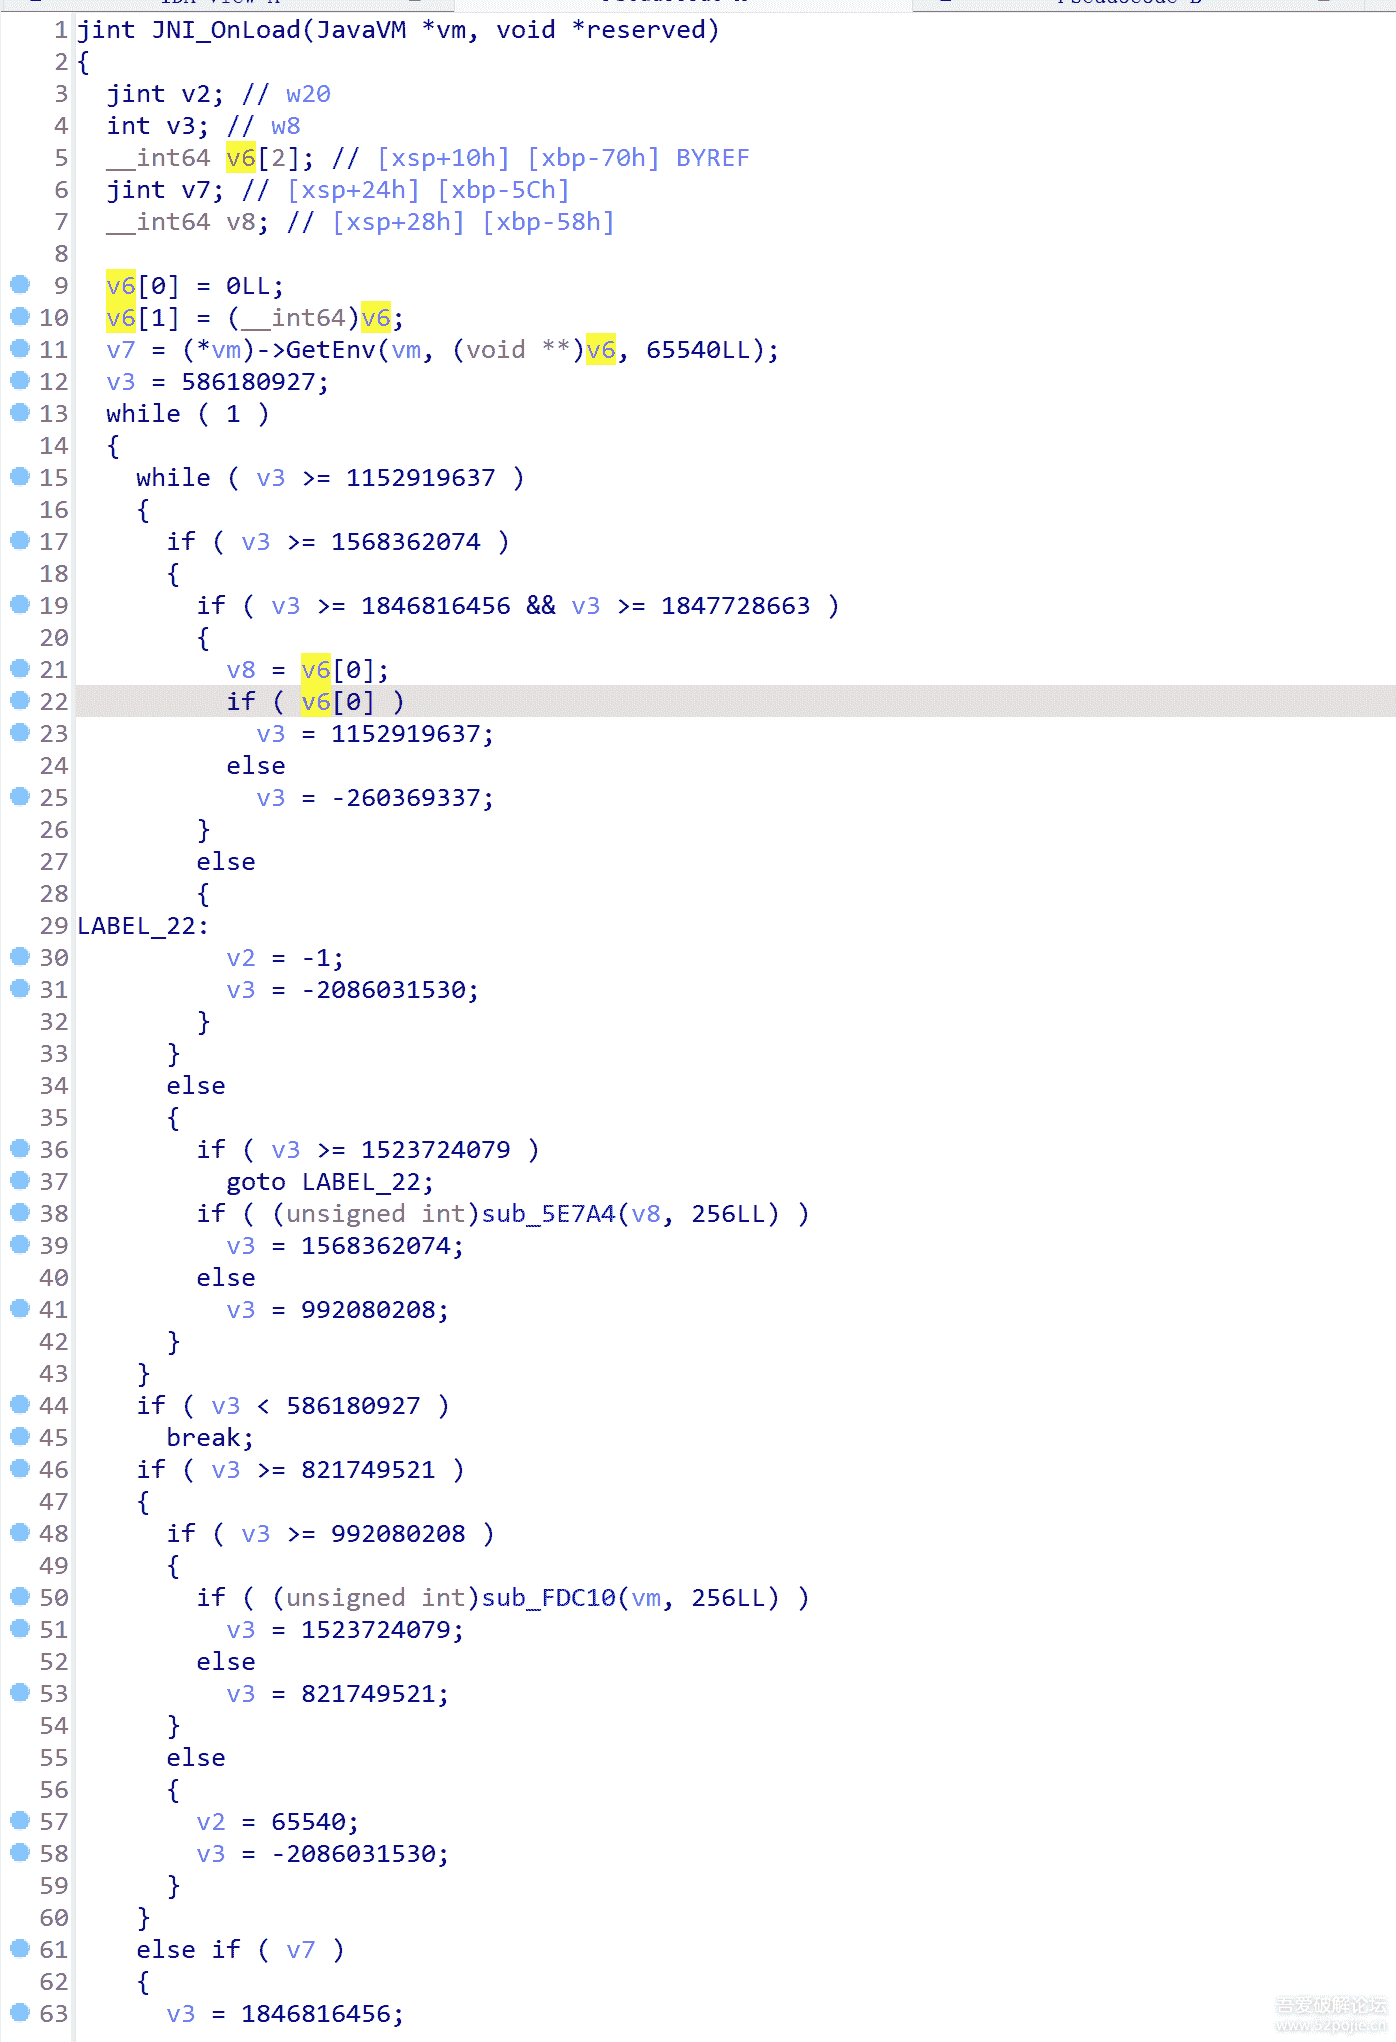 1 jint JNI_OnLoad(JavaVM *vm, void *reserved)
2 {
3 jint v2; // w20
4 int v3; // w8
5 __int64 v6[2]; // [xsp+10h] [xbp-70h] BYREF
6 jint v7; // [xsp+24h] [xbp-5Ch]
7 __int64 v8; // [xsp+28h] [xbp-58h]
8
9 v6[0] = 0LL;
10 v6[1] = (__int64)v6;
11 v7 = (*vm)->GetEnv(vm, (void **)v6, 65540LL);
12 v3 = 586180927;
13 while ( 1 )
14 {
15 while ( v3 >= 1152919637 )
16 {
17 if ( v3 >= 1568362074 )
18 {
19 if ( v3 >= 1846816456 && v3 >= 1847728663 )
20 {
21 v8 = v6[0];
22 if ( v6[0] )
23 v3 = 1152919637;
24 else
25 v3 = -260369337;
26 }
27 else
28 {
29 LABEL_22:
30 v2 = -1;
31 v3 = -2086031530;
32 }
33 }
34 else
35 {
36 if ( v3 >= 1523724079 )
37 goto LABEL_22;
38 if ( (unsigned int)sub_5E7A4(v8, 256LL) )
39 v3 = 1568362074;
40 else
41 v3 = 992080208;
42 }
43 }
44 if ( v3 < 586180927 )
45 break;
46 if ( v3 >= 821749521 )
47 {
48 if ( v3 >= 992080208 )
49 {
50 if ( (unsigned int)sub_FDC10(vm, 256LL) )
51 v3 = 1523724079;
52 else
53 v3 = 821749521;
54 }
55 else
56 {
57 v2 = 65540;
58 v3 = -2086031530;
59 }
60 }
61 else if ( v7 )
62 {
63 v3 = 1846816456;
吾爱破解论坛
www.52pojie.cn